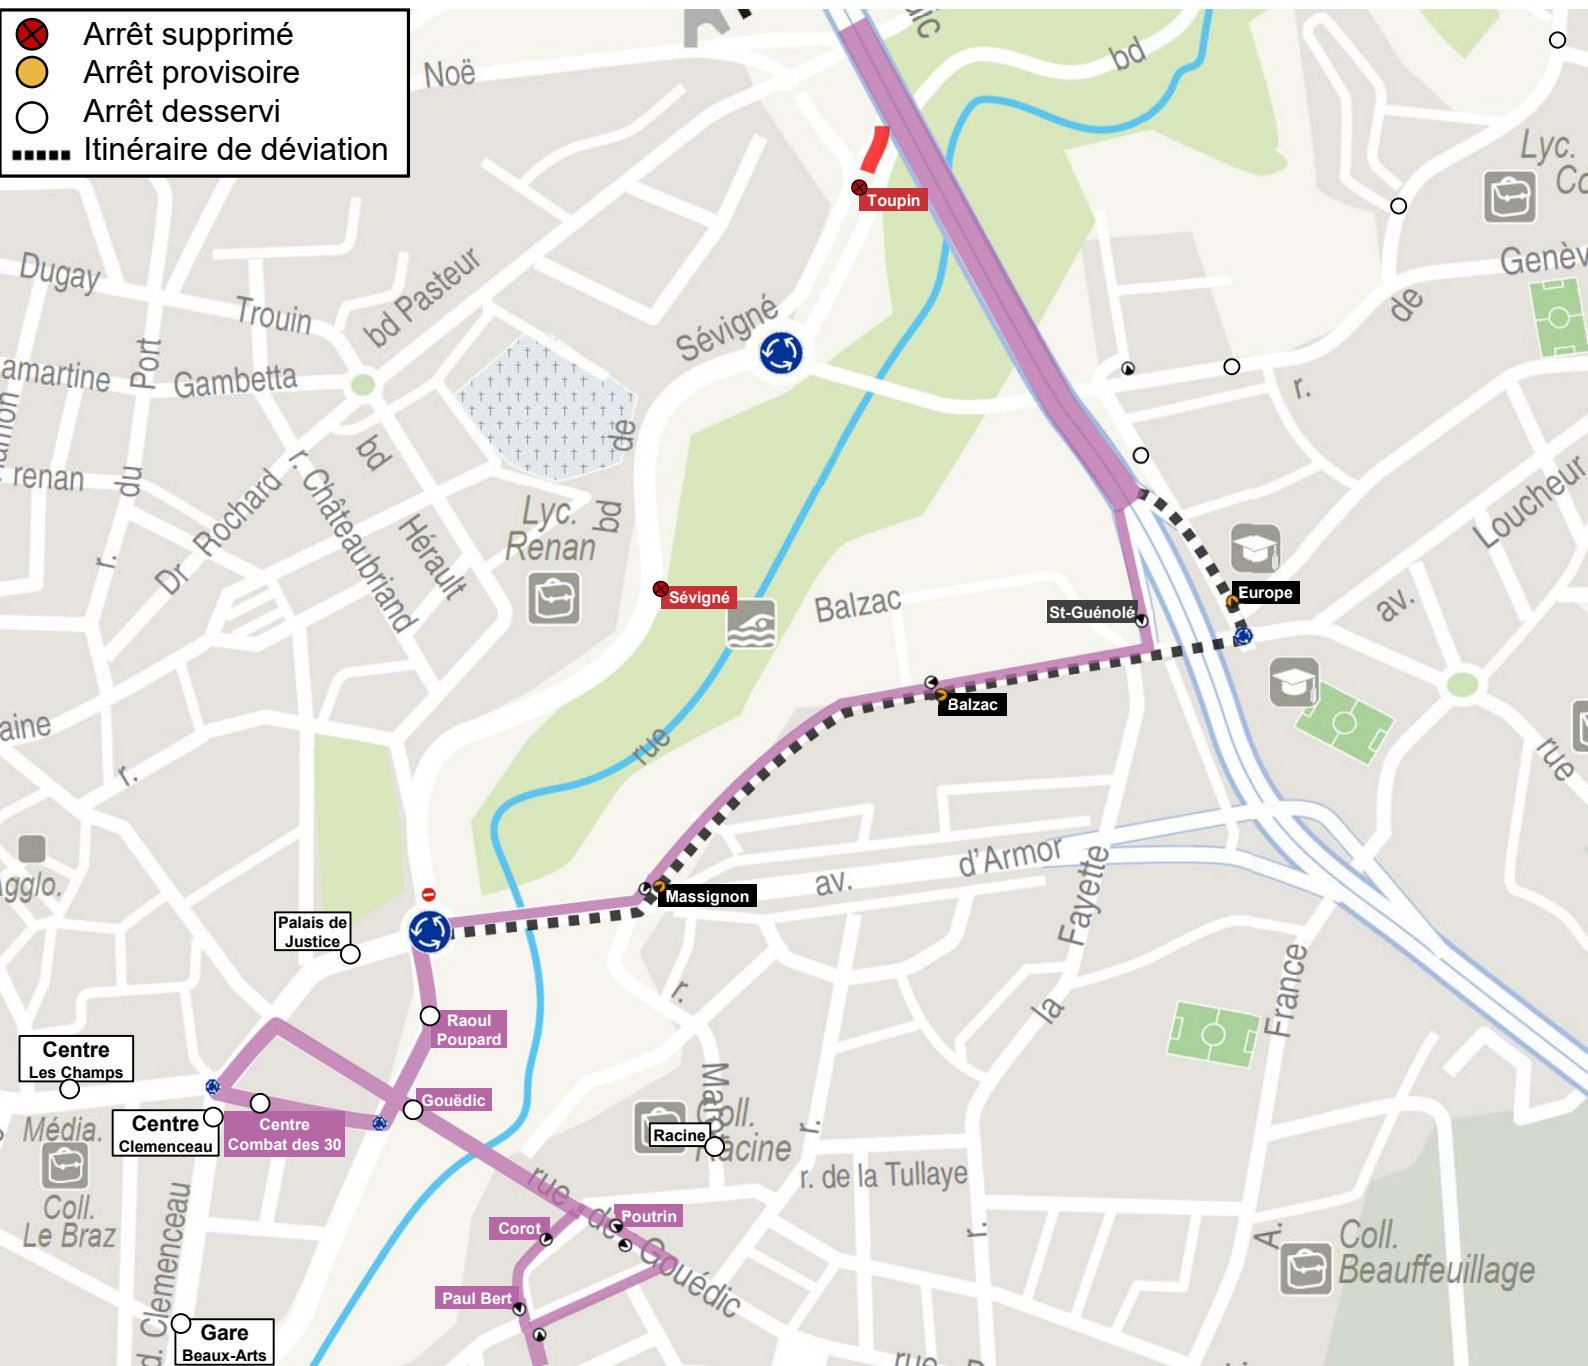 Arrêt supprimé
Arrêt provisoire
Arrêt desservi
Itinéraire de déviation
Noë
bd
Lyc.
Toupin
Dugay
Trouin
bd Pasteur
Sévigné
Genèv
de
Port
Gambetta
amartine
r.
de
renan
du
bd
r. Châteaubriand
Hérault
Dr Rochard
r.
Lyc.
Renan
bd
Loucheur
Sévigné
Balzac
St-Guénolé
Europe
av.
Balzac
rue
rue
aine
r.
gglo.
av.
d'Armor
Fayette
la
Massignon
Palais de
Justice
r.
France
Raoul
Poupard
Centre
Les Champs
Gouëdic
Centre
Clemenceau
Centre
Combat des 30
Média.
Coll.
Le Braz
Coll.
Racine
Racine
r.
r. de la Tullaye
rue de Gouédic
Corot
Poutrin
Paul Bert
r.
A.
Coll.
Beauffeuillage
d. Clemenceau
Gare
Beaux-Arts
rue